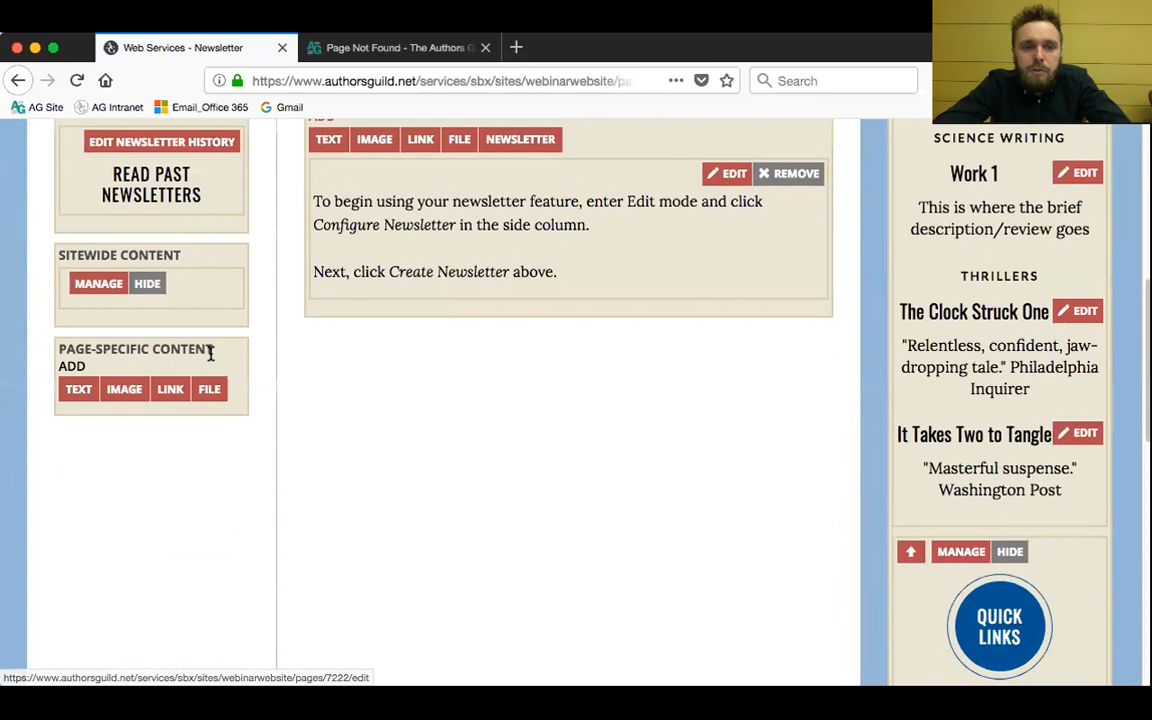 Web Services - Newsletter
Page Not Found - The Authors G
https://www.authorsguild.net/services/sbx/sites/webinarwebsite/pa
Search
AG Site
AG Intranet
Email_Office 365
Gmail
EDIT NEWSLETTER HISTORY
READ PAST
NEWSLETTERS
SITEWIDE CONTENT
MANAGE
HIDE
PAGE-SPECIFIC CONTENT
ADD
TEXT
IMAGE
LINK
FILE
ADD
TEXT
IMAGE
LINK
FILE
NEWSLETTER
EDIT
REMOVE
To begin using your newsletter feature, enter Edit mode and click
Configure Newsletter in the side column.
Next, click Create Newsletter above.
SCIENCE WRITING
Work 1
EDIT
This is where the brief
description/review goes
THRILLERS
The Clock Struck One
EDIT
"Relentless, confident, jaw-
dropping tale." Philadelphia
Inquirer
It Takes Two to Tangle
EDIT
"Masterful suspense."
Washington Post
MANAGE
HIDE
QUICK
LINKS
https://www.authorsguild.net/services/sbx/sites/webinarwebsite/pages/7222/edit